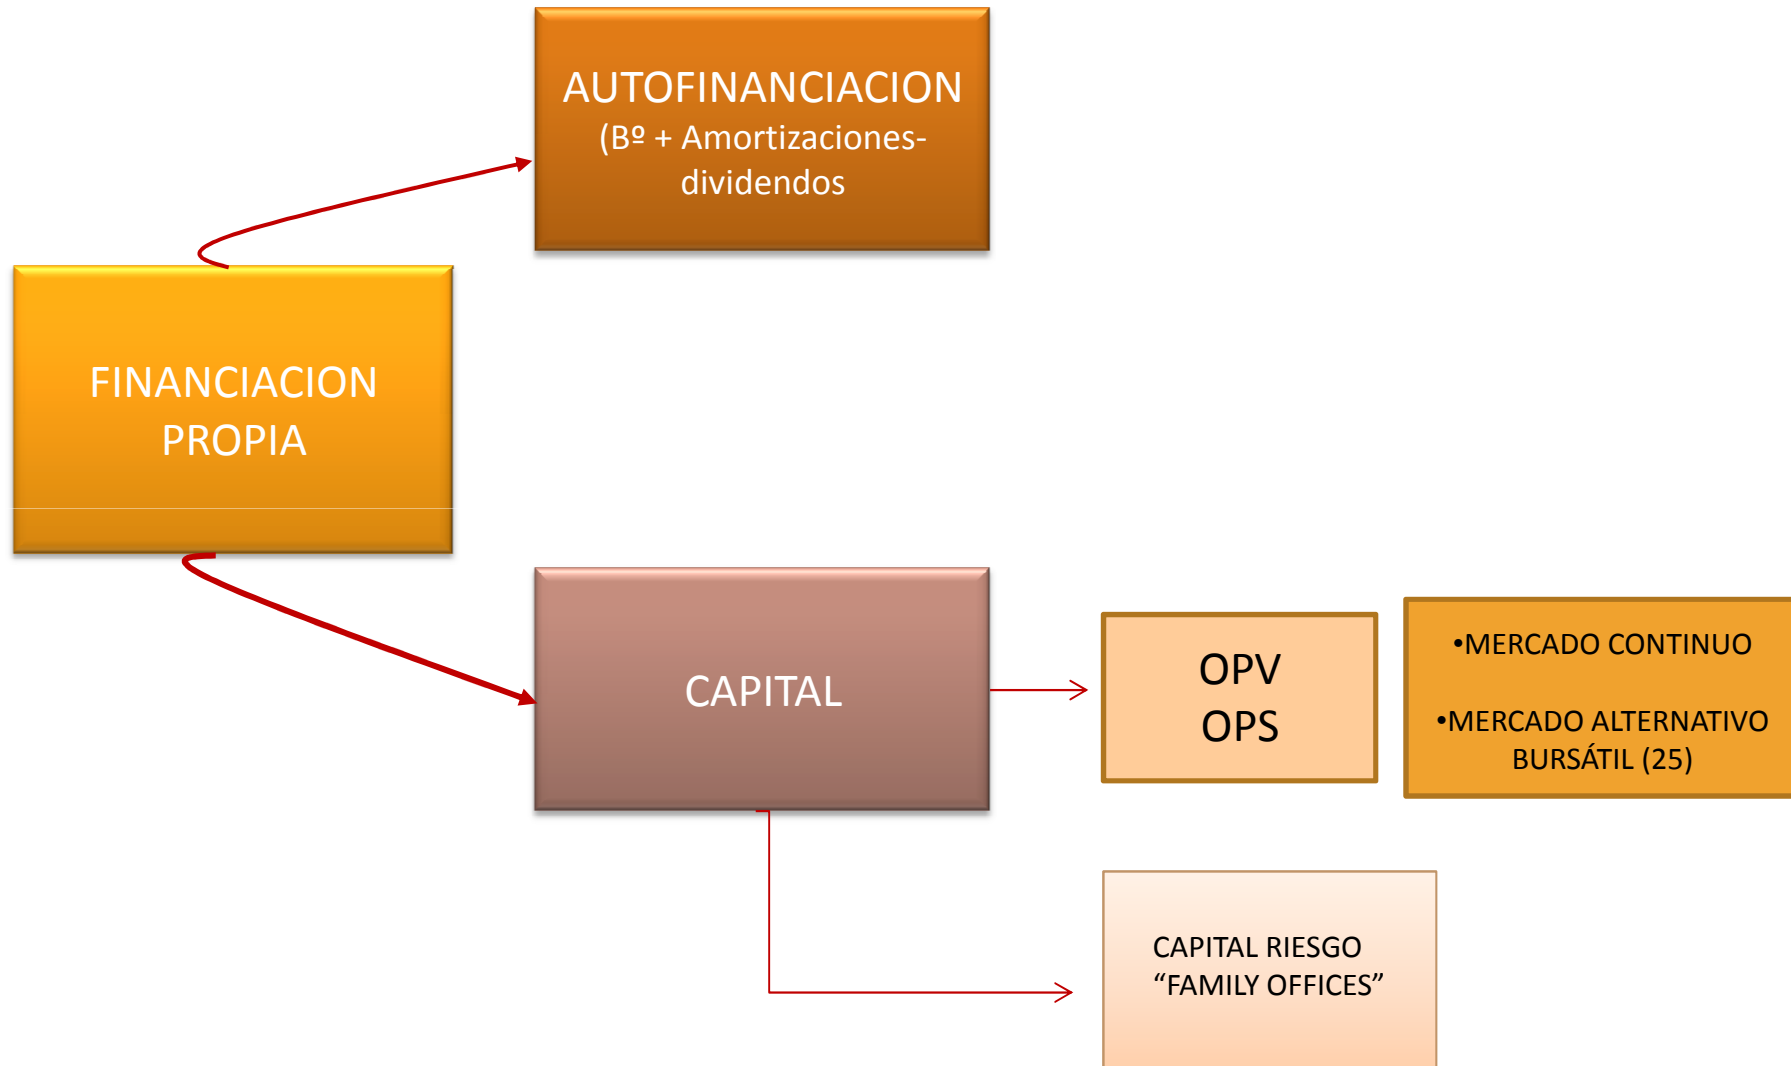 AUTOFINANCIACION
(Bº + Amortizaciones-
dividendos
FINANCIACION
PROPIA
CAPITAL
OPV
OPS
•MERCADO CONTINUO
•MERCADO ALTERNATIVO
BURSÁTIL (25)
CAPITAL RIESGO
“FAMILY OFFICES”